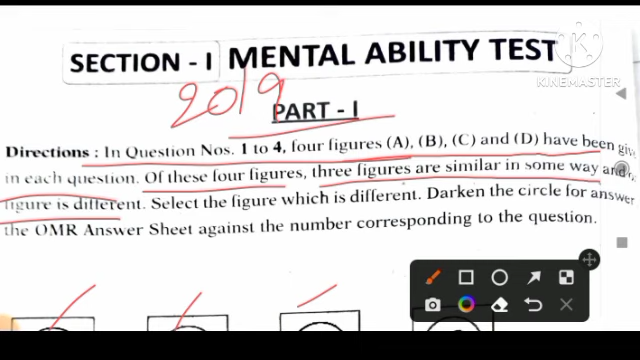 SECTION - I MENTAL ABILITY TEST
KINEMASTER
2019
PART - I
Directions : In Question Nos. 1 to 4, four figures (A), (B), (C) and (D) have been
in each question. Of these four figures, three figures are similar in some way and
figure is different. Select the figure which is different. Darken the circle for answer
the OMR Answer Sheet against the number corresponding to the question.